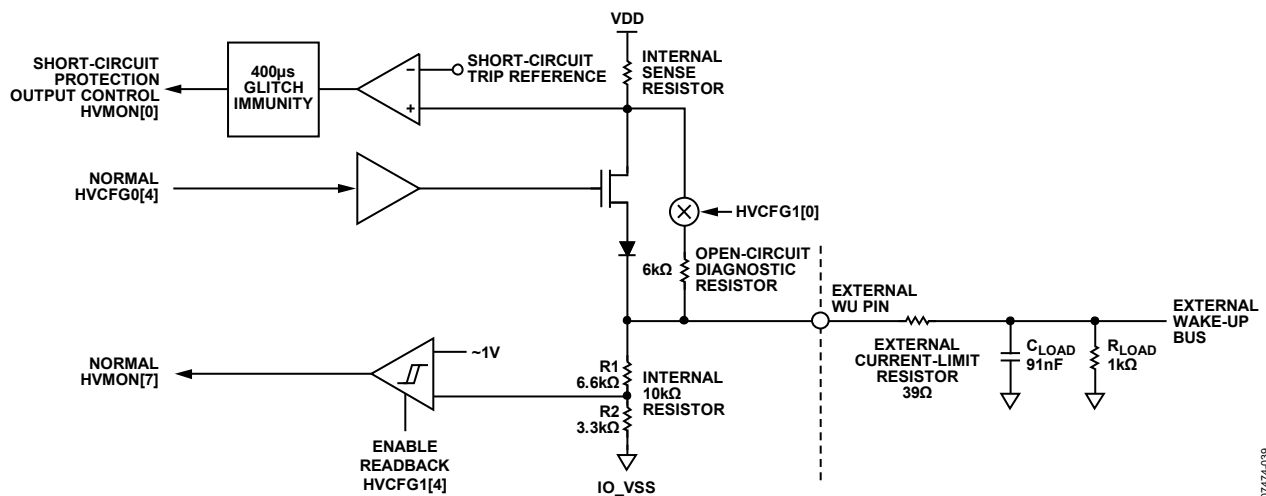 VDD
SHORT-CIRCUIT
PROTECTION
OUTPUT CONTROL
HVMON[0]
400µs
GLITCH
IMMUNITY
–
+
SHORT-CIRCUIT
TRIP REFERENCE
INTERNAL
SENSE
RESISTOR
NORMAL
HVCFG0[4]
HVCFG1[0]
6kΩ
OPEN-CIRCUIT
DIAGNOSTIC
RESISTOR
EXTERNAL
WU PIN
EXTERNAL
CURRENT-LIMIT
RESISTOR
39Ω
CLOAD
91nF
RLOAD
1kΩ
EXTERNAL
WAKE-UP
BUS
NORMAL
HVMON[7]
~1V
R1
6.6kΩ
R2
3.3kΩ
INTERNAL
10kΩ
RESISTOR
ENABLE
READBACK
HVCFG1[4]
IO_VSS
07474-039